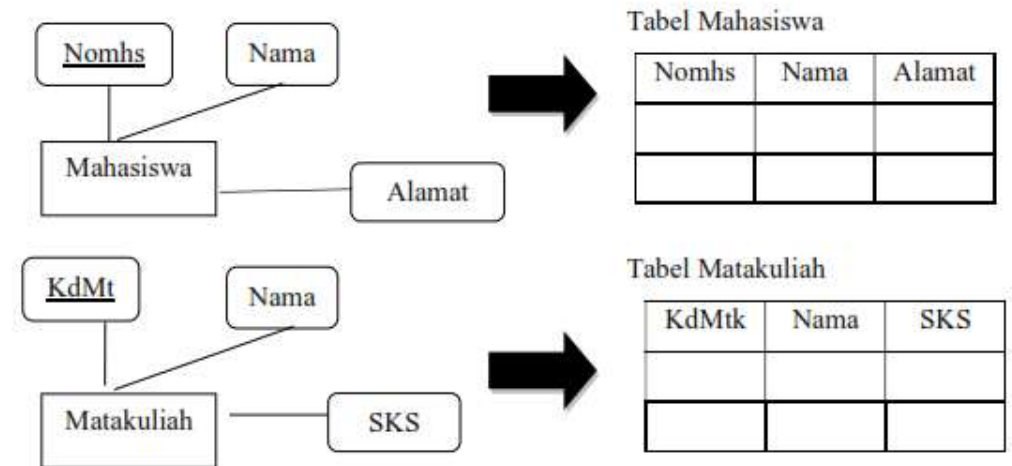 Nomhs
Nama
Mahasiswa
Alamat
Tabel Mahasiswa
Nomhs Nama Alamat
KdMt
Nama
Matakuliah
SKS
Tabel Matakuliah
KdMtk Nama SKS